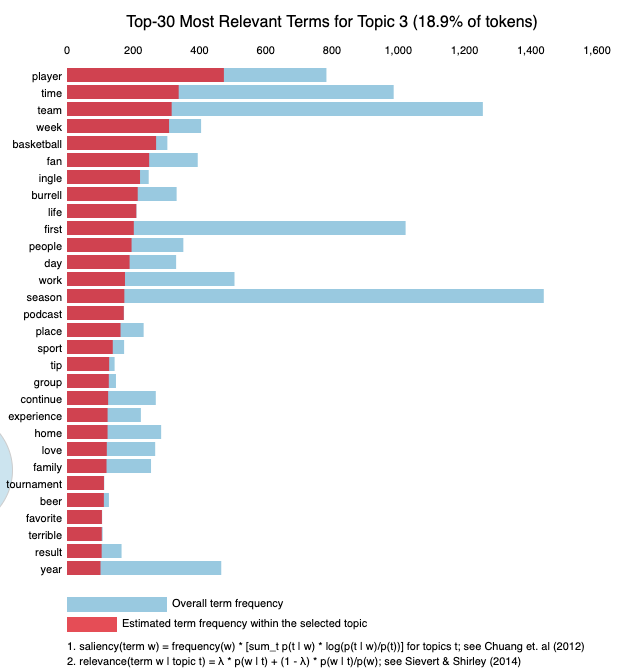 Top-30 Most Relevant Terms for Topic 3 (18.9% of tokens)
0 200 400 600 800 1,000 1,200 1,400 1,600
player
time
team
week
basketball
fan
ingle
burrell
life
first
people
day
work
season
podcast
place
sport
tip
group
continue
experience
home
love
family
tournament
beer
favorite
terrible
result
year
Overall term frequency
Estimated term frequency within the selected topic
1. saliency(term w) = frequency(w) * [sum_t p(t | w) * log(p(t | w)/p(t))] for topics t; see Chuang et. al (2012)
2. relevance(term w | topic t) = λ * p(w | t) + (1 - λ) * p(w | t)/p(w); see Sievert & Shirley (2014)